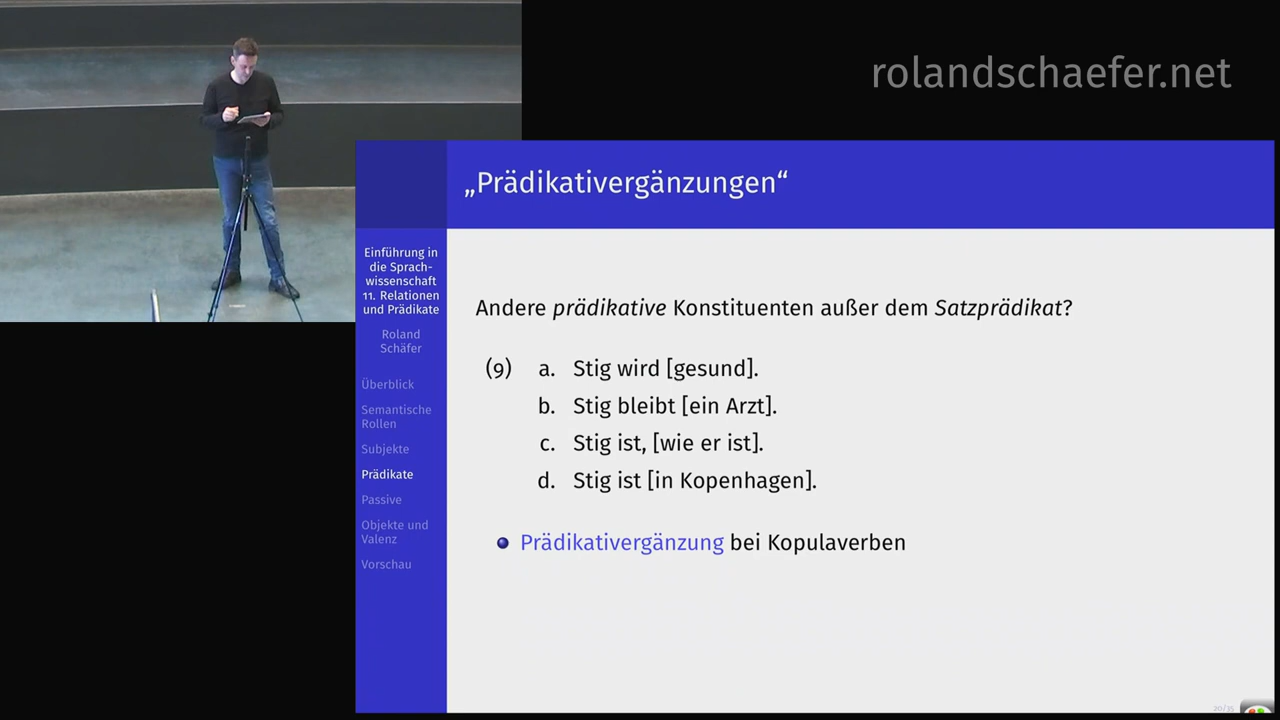 rolandschaefer.net
„Prädikativergänzungen“
Einführung in
die Sprach-
wissenschaft
11. Relationen
und Prädikate
Roland
Schäfer
Überblick
Semantische
Rollen
Subjekte
Prädikate
Passive
Objekte und
Valenz
Vorschau
Andere prädikative Konstituenten außer dem Satzprädikat?
(9) a. Stig wird [gesund].
b. Stig bleibt [ein Arzt].
c. Stig ist, [wie er ist].
d. Stig ist [in Kopenhagen].
Prädikativergänzung bei Kopulaverben